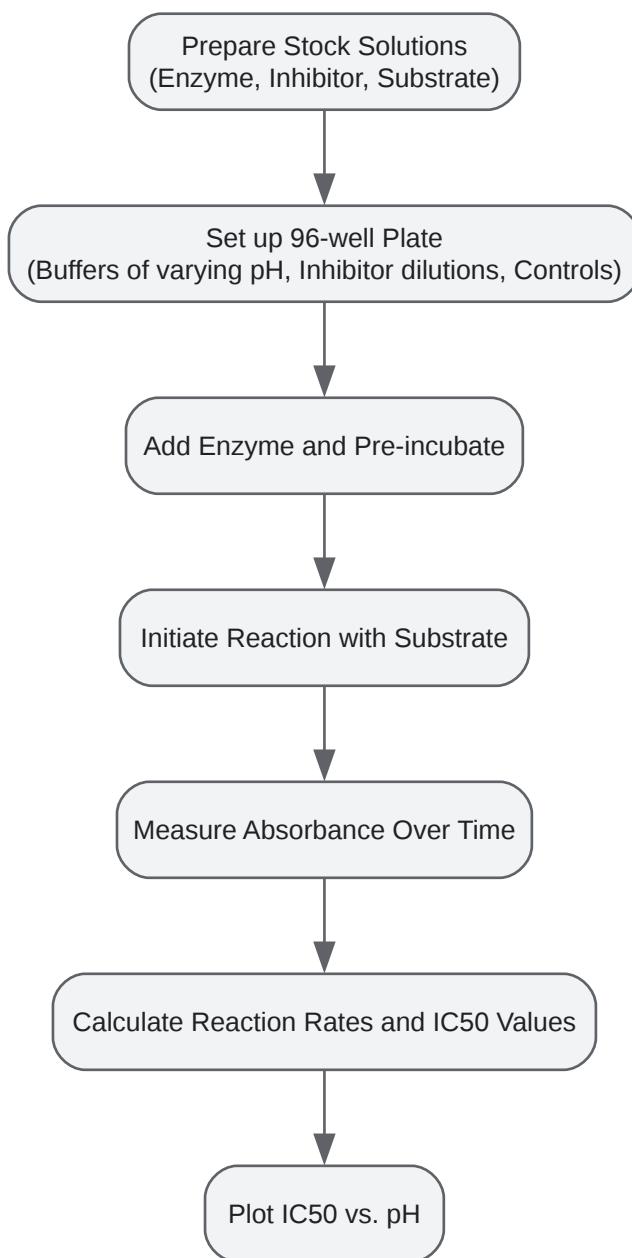 Prepare Stock Solutions
(Enzyme, Inhibitor, Substrate)
Set up 96-well Plate
(Buffers of varying pH, Inhibitor dilutions, Controls)
Add Enzyme and Pre-incubate
Initiate Reaction with Substrate
Measure Absorbance Over Time
Calculate Reaction Rates and IC50 Values
Plot IC50 vs. pH